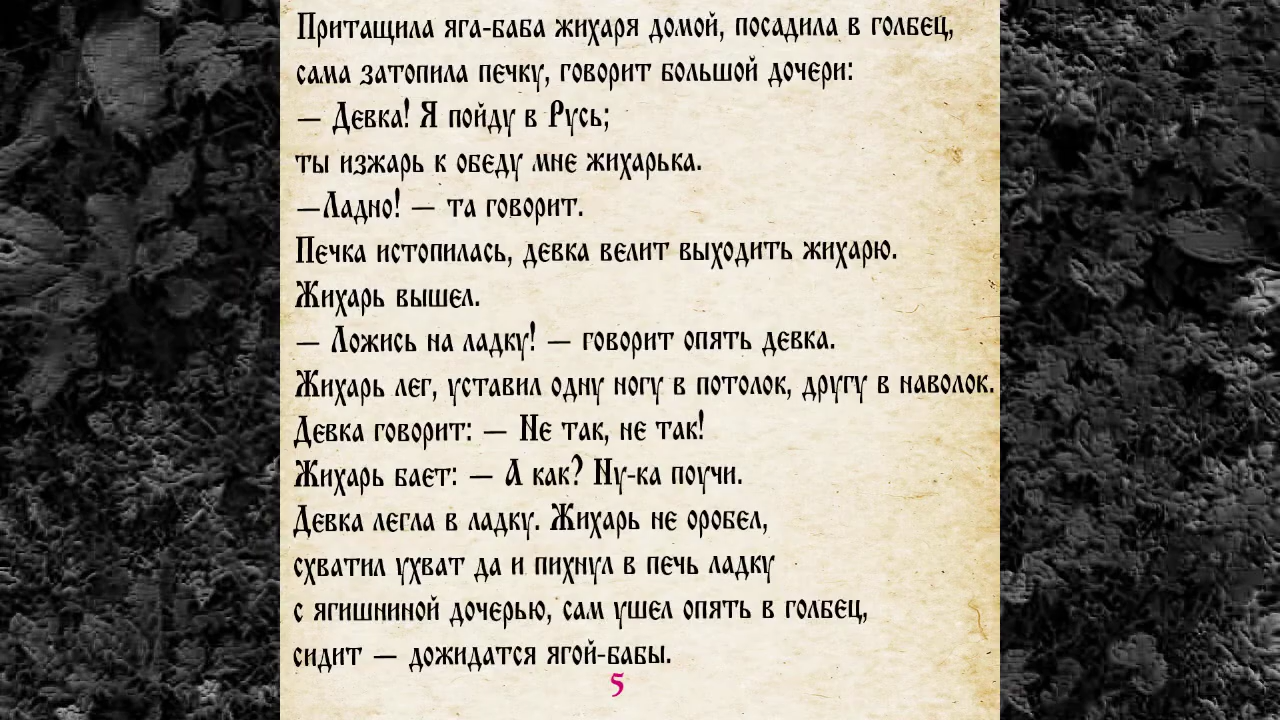 Притащила яга-баба жихаря домой, посадила в голбец,
сама затопила печку, говорит большой дочери:
— Девка! Я пойду в Русь;
ты изжарь к обеду мне жихарька.
—Ладно! — та говорит.
Печка истопилась, девка велит выходить жихарю.
Жихарь вышел.
— Ложись на ладку! — говорит опять девка.
Жихарь лег, уставил одну ногу в потолок, другу в наволок.
Девка говорит: — Не так, не так!
Жихарь бает: — А как? Ну-ка поучи.
Девка легла в ладку. Жихарь не оробел,
схватил ухват да и пихнул в печь ладку
с ягишниной дочерью, сам ушел опять в голбец,
сидит — дожидатся ягой-бабы.
5